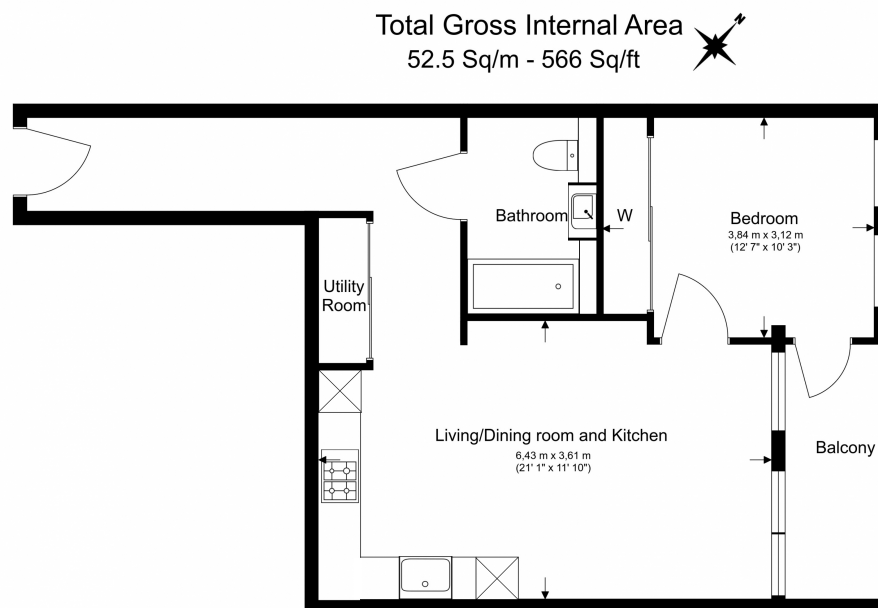 Total Gross Internal Area
52.5 Sq/m - 566 Sq/ft
N
Bathroom
W
Bedroom
3,84 m x 3,12 m
(12' 7" x 10' 3")
Utility
Room
Living/Dining room and Kitchen
6,43 m x 3,61 m
(21' 1" x 11' 10")
Balcony